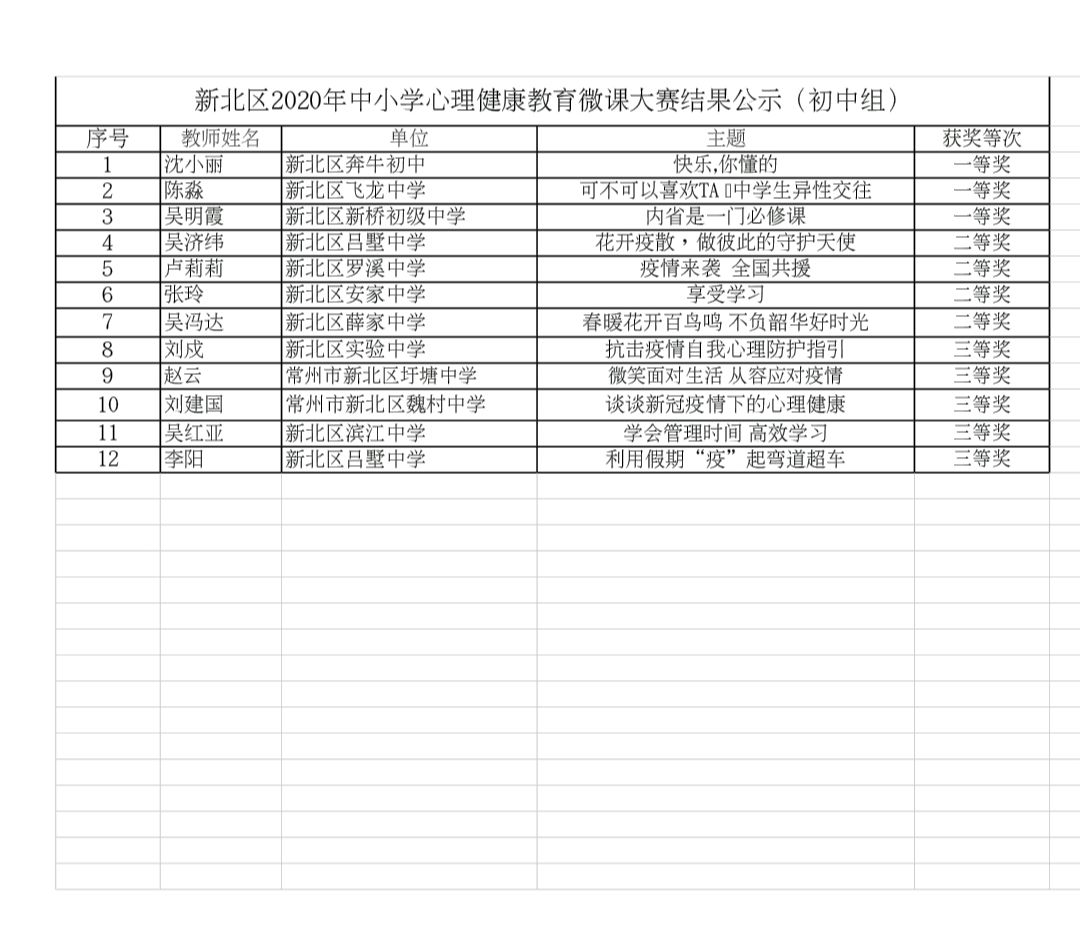 新北区2020年中小学心理健康教育微课大赛结果公示（初中组）
序号 教师姓名 单位 主题 获奖等次
1 沈小丽 新北区奔牛初中 快乐,你懂的 一等奖
2 陈淼 新北区飞龙中学 可不可以喜欢TA 中学生异性交往 一等奖
3 吴明霞 新北区新桥初级中学 内省是一门必修课 一等奖
4 吴济纬 新北区吕墅中学 花开疫散，做彼此的守护天使 二等奖
5 卢莉莉 新北区罗溪中学 疫情来袭 全国共援 二等奖
6 张玲 新北区安家中学 享受学习 二等奖
7 吴冯达 新北区薛家中学 春暖花开百鸟鸣 不负韶华好时光 二等奖
8 刘成 新北区实验中学 抗击疫情自我心理防护指引 三等奖
9 赵云 常州市新北区圩塘中学 微笑面对生活 从容应对疫情 三等奖
10 刘建国 常州市新北区魏村中学 谈谈新冠疫情下的心理健康 三等奖
11 吴红亚 新北区滨江中学 学会管理时间 高效学习 三等奖
12 李阳 新北区吕墅中学 利用假期“疫”起弯道超车 三等奖